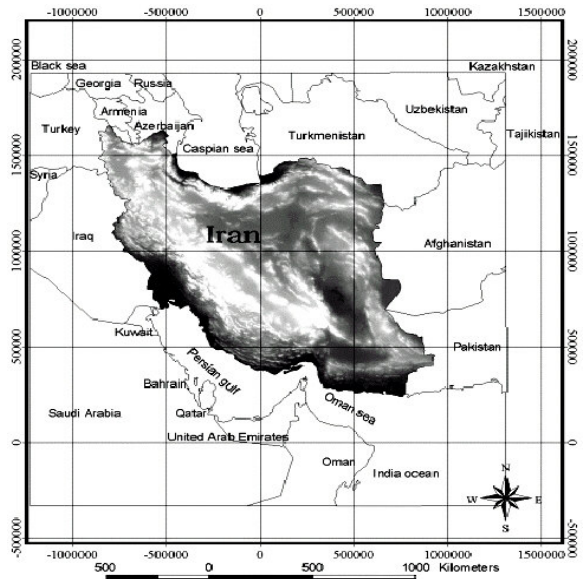 -1000000 -500000 0 500000 1000000 1500000
2000000
2000000
Black sea
Kazakhstan
Georgia
Russia
Armenia
Uzbekistan
Azerbaijan
Turkey
Turkmenistan
Tajikistan
Caspian sea
1500000
1500000
Syria
Iran
Iraq
Afghanistan
1000000
1000000
Kuwait
Pakistan
500000
500000
Persian gulf
Bahrain
Oman sea
Saudi Arabia
Qatar
United Arab Emirates
0
0
Oman
India ocean
N
W
E
S
-500000
-500000
-1000000 -500000 0 500000 1000000 1500000
500 0 5000 1000 Kilometers